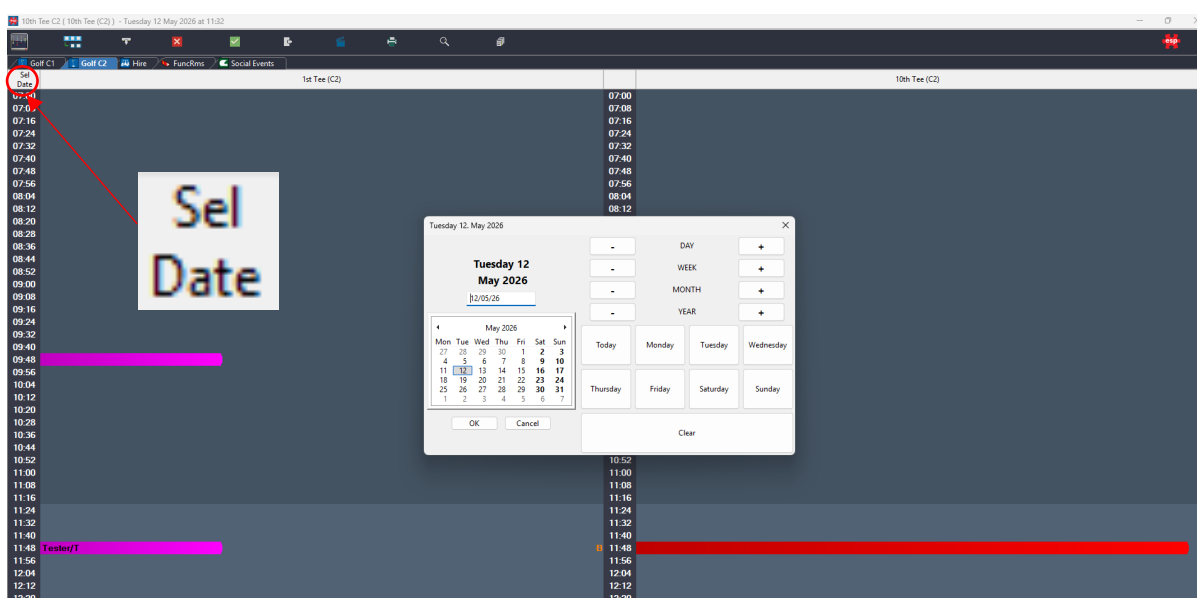 10th Tee C2 ( 10th Tee (C2) ) - Tuesday 12 May 2026 at 11:32
esp
Golf C1 Golf C2 Hire FuncRms Social Events
Sel
Date
1st Tee (C2) 10th Tee (C2)
07:00
07:08
07:16 07:16
07:24 07:24
07:32 07:32
07:40 07:40
07:48 07:48
07:56 07:56
08:04 08:04
08:12 08:12
08:20
08:28
08:36
08:44
08:52
09:00
09:08
09:16
09:24
09:32
09:40
09:48
09:56
10:04
10:12
10:20
10:28
10:36
10:44
10:52 10:52
11:00 11:00
11:08 11:08
11:16 11:16
11:24 11:24
11:32 11:32
11:40 11:40
11:48 Tesler/T 11:48
11:56 11:56
12:04 12:04
12:12 12:12
12:20 12:20
Sel
Date
Tuesday 12. May 2026
Tuesday 12
May 2026
12/05/26
May 2026
Mon Tue Wed Thu Fri Sat Sun
27 28 29 30 1 2 3
4 5 6 7 8 9 10
11 12 13 14 15 16 17
18 19 20 21 22 23 24
25 26 27 28 29 30 31
1 2 3 4 5 6 7
OK Cancel
- DAY +
- WEEK +
- MONTH +
- YEAR +
Today Monday Tuesday Wednesday
Thursday Friday Saturday Sunday
Clear